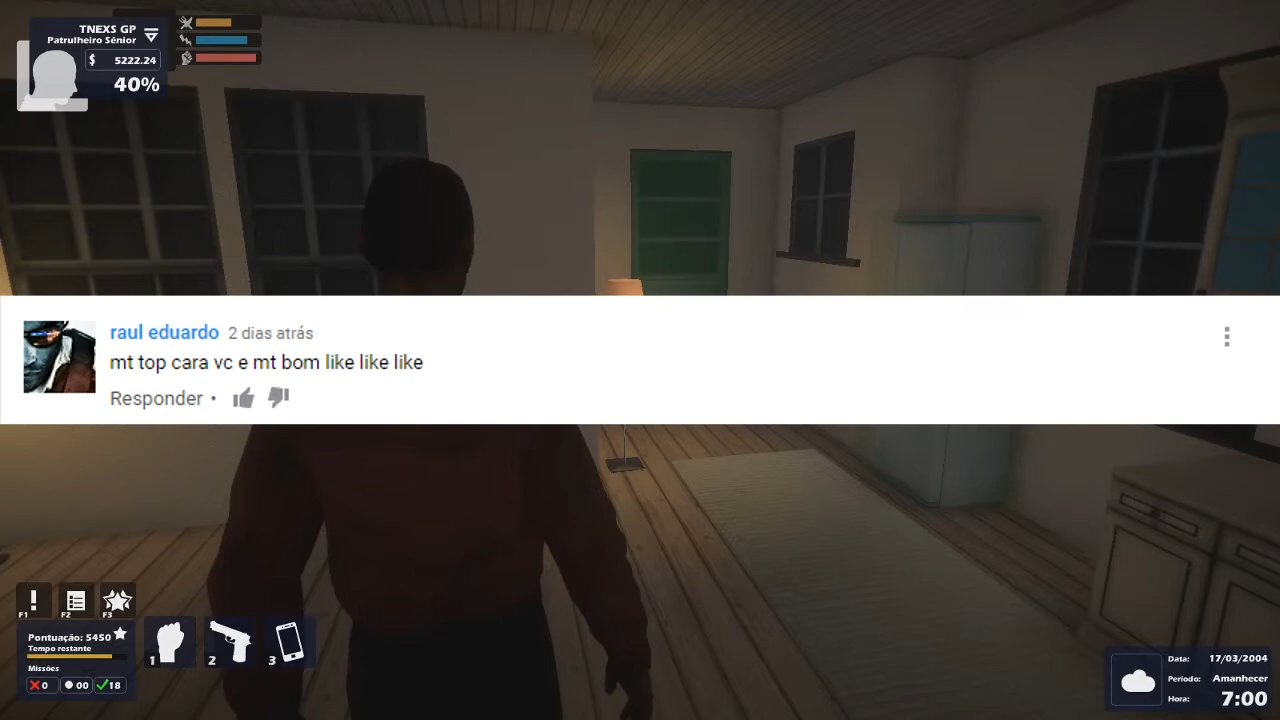 TNEXS GP
Patrulheiro Sénior
$ 5222.24
40%
raul eduardo 2 dias atrás
mt top cara vc e mt bom like like like
Responder •
F1 F2 F3
Pontuação: 5450
Tempo restante
Missões
0 00 18
1 2 3
Data: 17/03/2004
Período: Amanhecer
Hora: 7:00